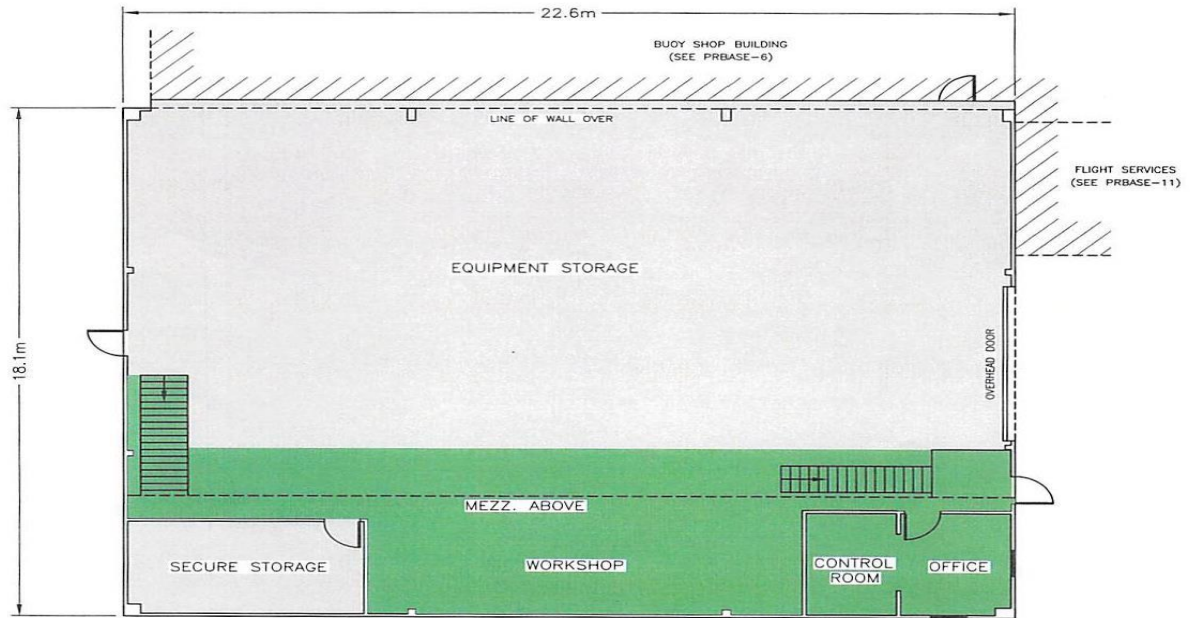 22.6m
BUOY SHOP BUILDING
(SEE PRBASE-6)
LINE OF WALL OVER
FLIGHT SERVICES
(SEE PRBASE-11)
EQUIPMENT STORAGE
18.1m
OVERHEAD DOOR
MEZZ. ABOVE
SECURE STORAGE
WORKSHOP
CONTROL
ROOM
OFFICE